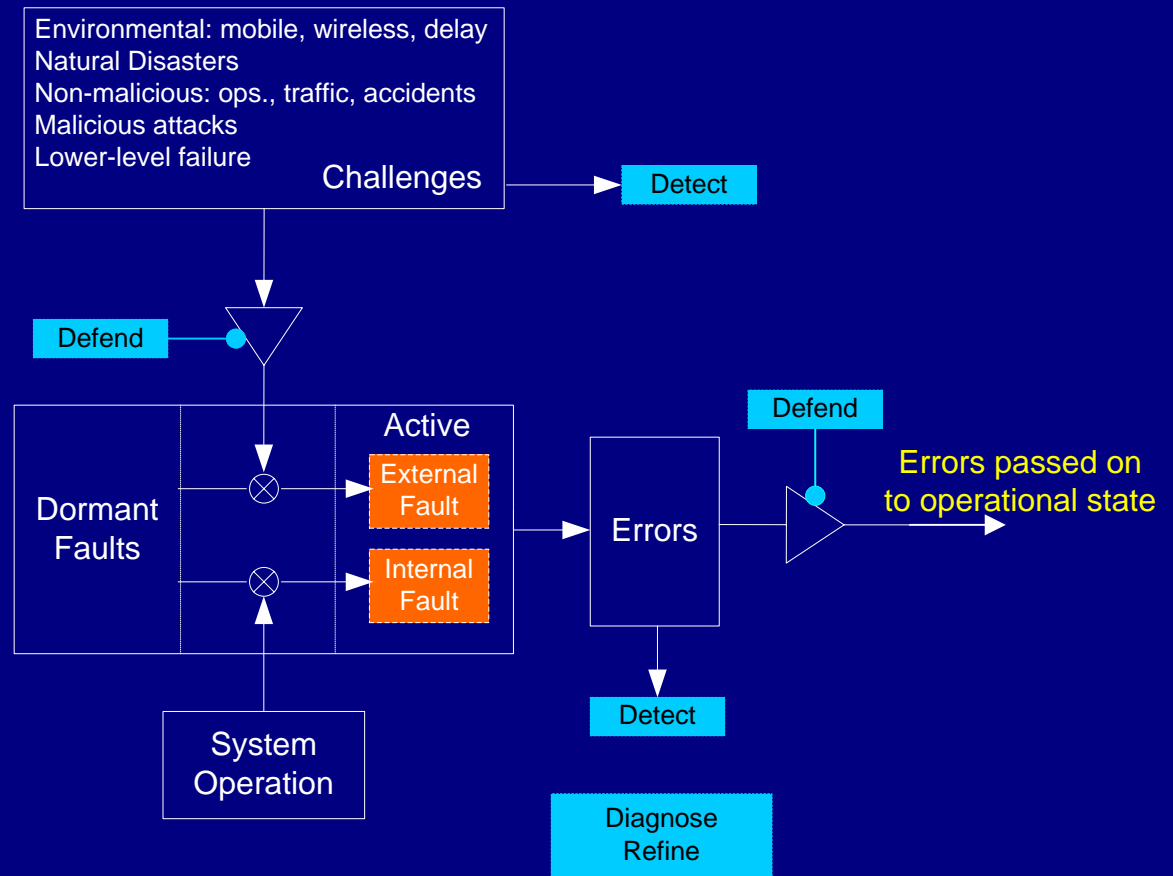 Environmental: mobile, wireless, delay
Natural Disasters
Non-malicious: ops., traffic, accidents
Malicious attacks
Lower-level failure
Challenges
Detect
Defend
Dormant
Faults
Active
External
Fault
Internal
Fault
System
Operation
Errors
Detect
Defend
Errors passed on
to operational state
Diagnose
Refine